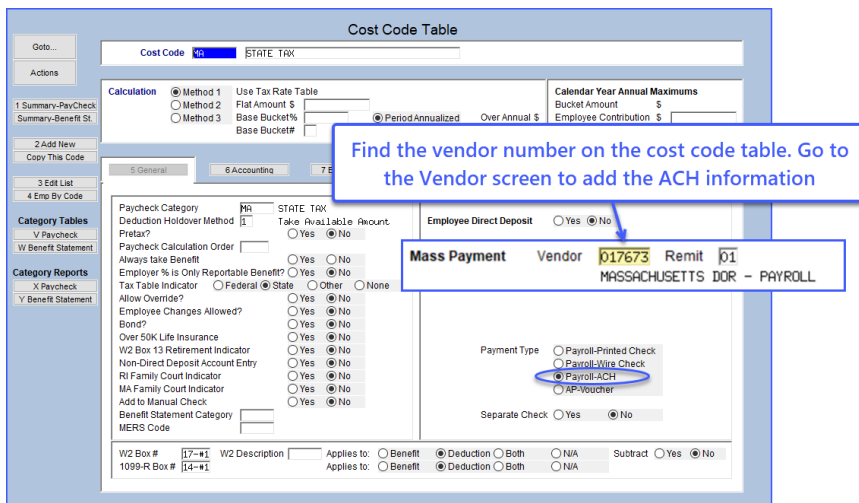 Cost Code Table
Goto...
Actions
Cost Code MA STATE TAX
Calculation Method 1 Use Tax Rate Table
Method 2 Flat Amount $
Method 3 Base Bucket% Period Annualized Over Annual $
Base Bucket#
Calendar Year Annual Maximums
Bucket Amount $
Employee Contribution $
1 Summary-PayCheck
Summary-Benefit St.
2 Add New
Copy This Code
3 Edit List
4 Emp By Code
Category Tables
V Paycheck
W Benefit Statement
Category Reports
X Paycheck
Y Benefit Statement
Find the vendor number on the cost code table. Go to
the Vendor screen to add the ACH information
5 General 6 Accounting
Paycheck Category MA STATE TAX
Deduction Holdover Method 1 Take Available Amount
Pretax? Yes No
Paycheck Calculation Order
Always take Benefit Yes No
Employer % is Only Reportable Benefit? Yes No
Tax Table Indicator Federal State Other None
Allow Override? Yes No
Employee Changes Allowed? Yes No
Bond? Yes No
Over 50K Life Insurance Yes No
W2 Box 13 Retirement Indicator Yes No
Non-Direct Deposit Account Entry Yes No
RI Family Court Indicator Yes No
MA Family Court Indicator Yes No
Add to Manual Check Yes No
Benefit Statement Category
MERS Code
Employee Direct Deposit Yes No
Mass Payment Vendor 017673 Remit 01
MASSACHUSETTS DOR - PAYROLL
Payment Type Payroll-Printed Check
Payroll-Wire Check
Payroll-ACH
AP-Voucher
Separate Check Yes No
W2 Box # 17-#1 W2 Description Applies to: Benefit Deduction Both N/A Subtract Yes No
1099-R Box # 14-#1 Applies to: Benefit Deduction Both N/A